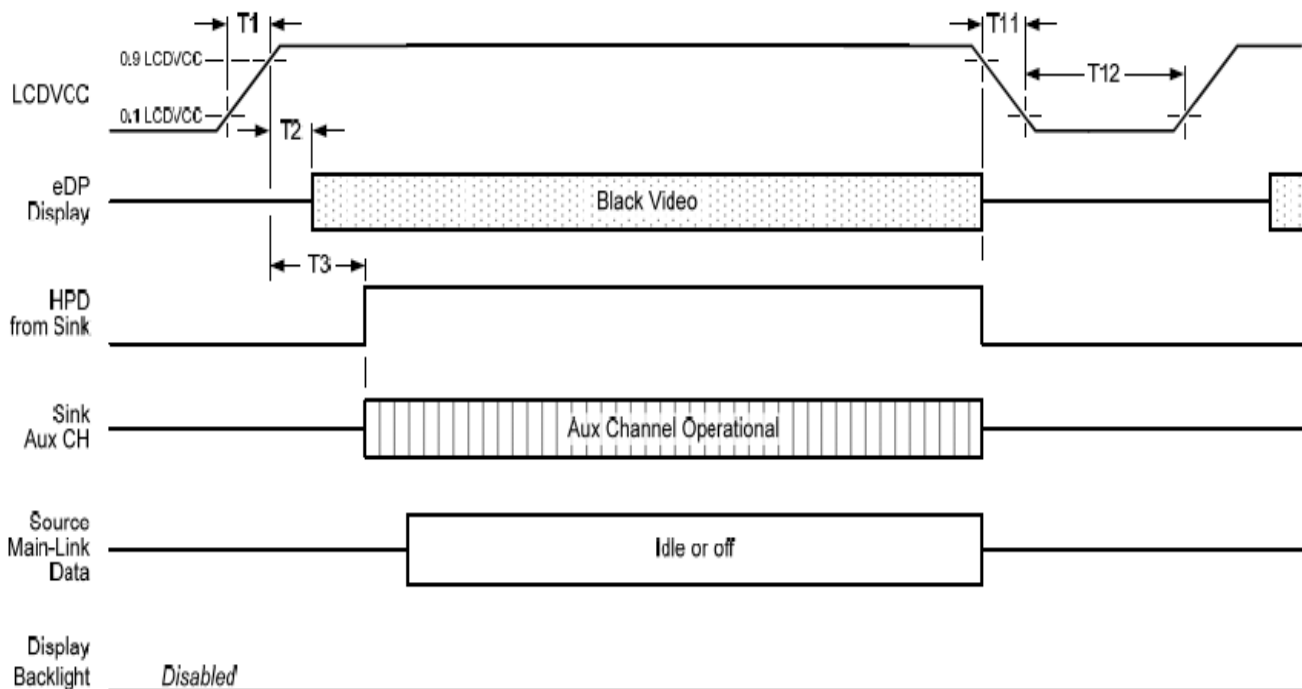 T1
T11
0.9 LCDVCC
T12
LCDVCC
0.1 LCDVCC
T2
eDP
Display
Black Video
T3
HPD
from Sink
Sink
Aux CH
Aux Channel Operational
Source
Main-Link
Data
Idle or off
Display
Backlight
Disabled